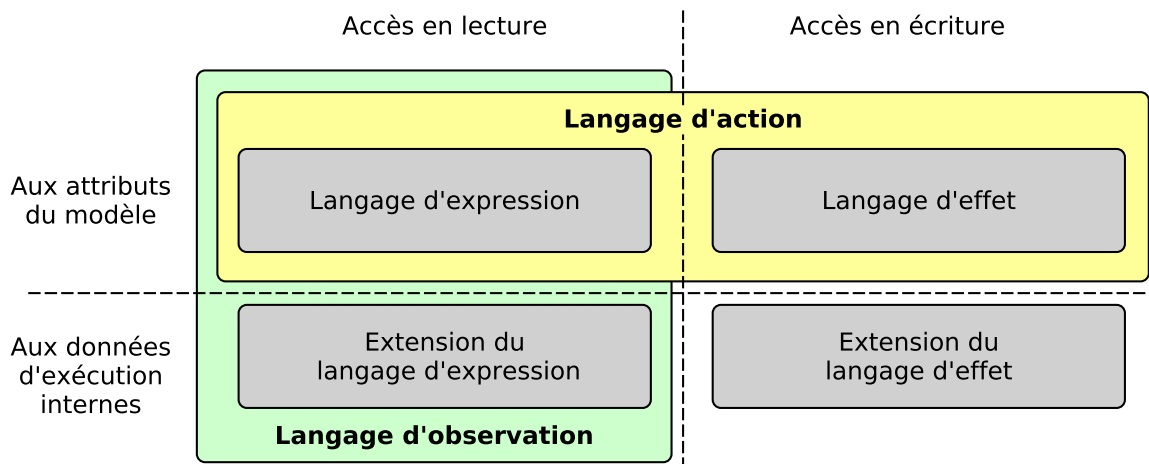 Accès en lecture
Accès en écriture
Langage d'action
Aux attributs
du modèle
Langage d'expression
Langage d'effet
Aux données
d'exécution
internes
Extension du
langage d'expression
Extension du
langage d'effet
Langage d'observation